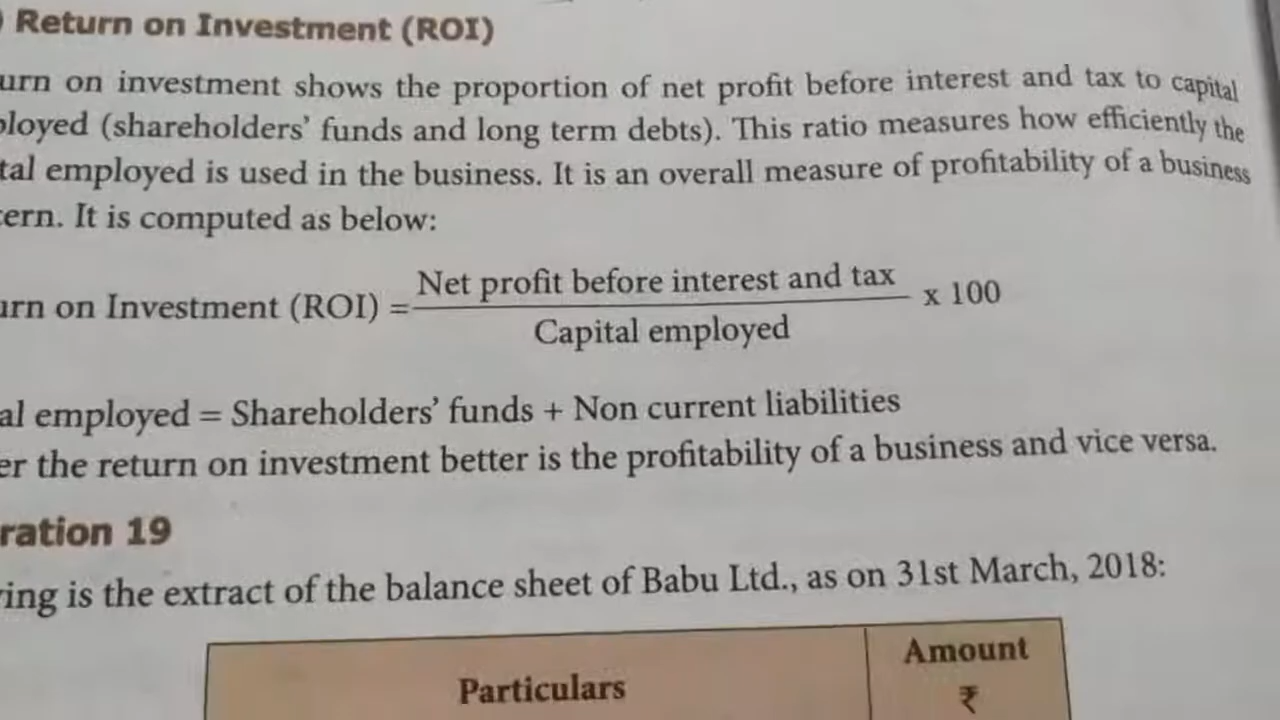 Return on Investment (ROI)
urn on investment shows the proportion of net profit before interest and tax to capital
ployed (shareholders' funds and long term debts). This ratio measures how efficiently the
tal employed is used in the business. It is an overall measure of profitability of a business
cern. It is computed as below:
urn on Investment (ROI) = Net profit before interest and tax
Capital employed
x 100
al employed = Shareholders' funds + Non current liabilities
er the return on investment better is the profitability of a business and vice versa.
ration 19
ving is the extract of the balance sheet of Babu Ltd., as on 31st March, 2018:
Particulars
Amount
₹